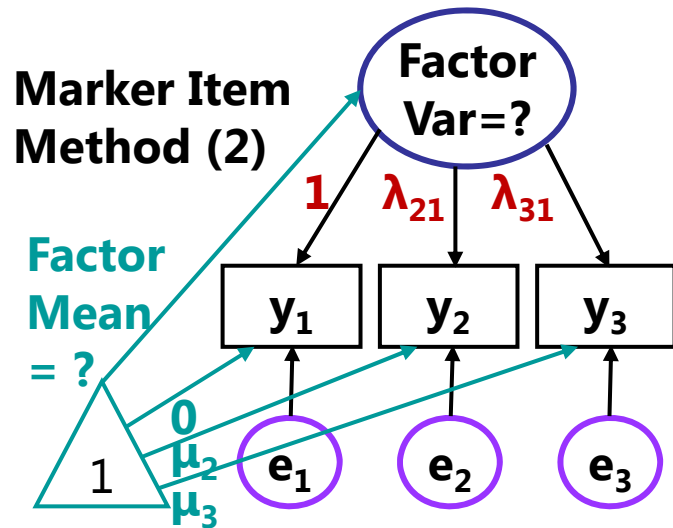 Factor
Var=?
Marker Item
Method (2)
1
λ21
λ31
Factor
Mean
= ?
y1
y2
y3
0
μ2
μ3
1
e1
e2
e3